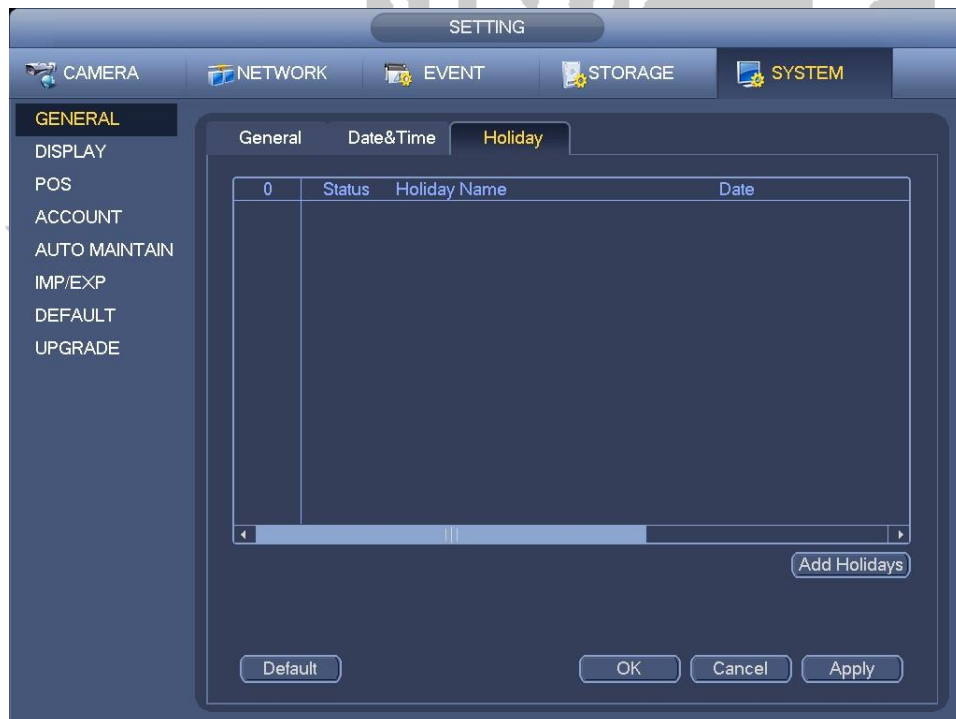 SETTING
CAMERA NETWORK EVENT STORAGE SYSTEM
GENERAL
DISPLAY
POS
ACCOUNT
AUTO MAINTAIN
IMP/EXP
DEFAULT
UPGRADE
General Date&Time Holiday
0 Status Holiday Name Date
Add Holidays
Default OK Cancel Apply